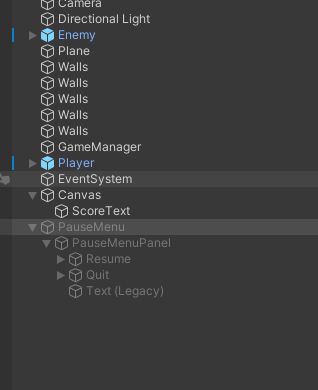 Camera
Directional Light
Enemy
Plane
Walls
Walls
Walls
Walls
Walls
GameManager
Player
EventSystem
Canvas
ScoreText
PauseMenu
PauseMenuPanel
Resume
Quit
Text (Legacy)